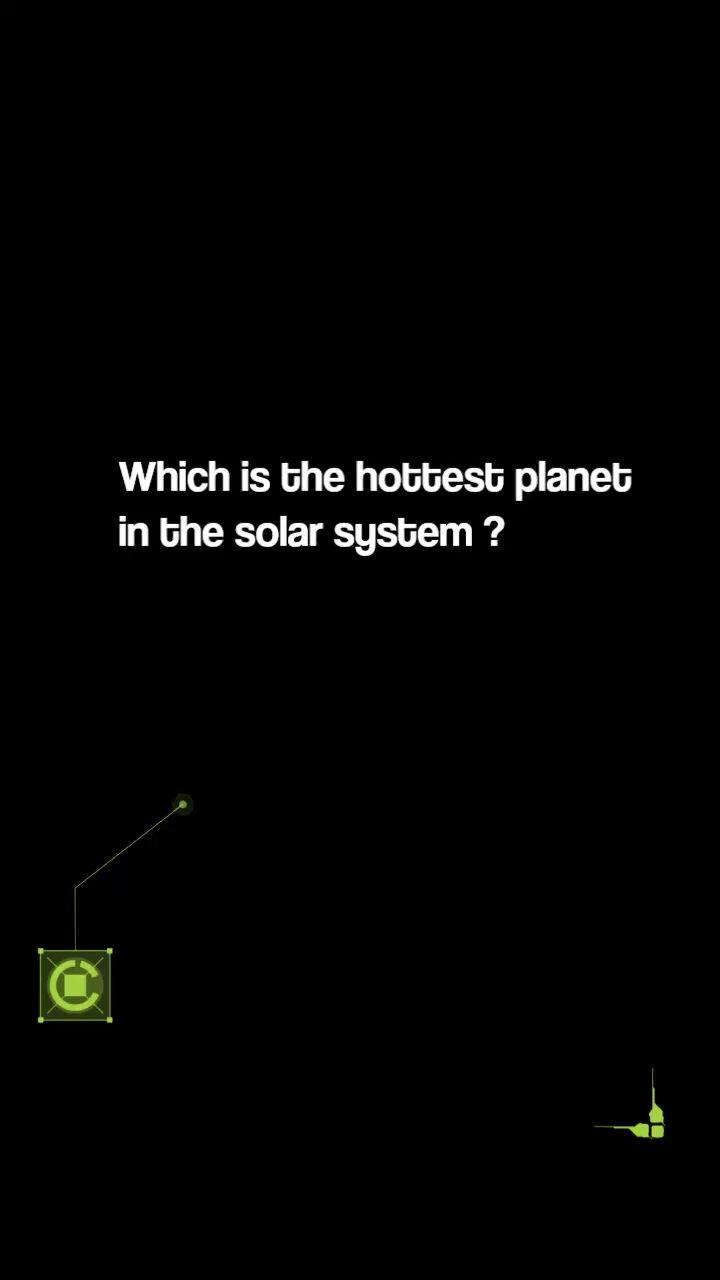 Which is the hottest planet
in the solar system ?